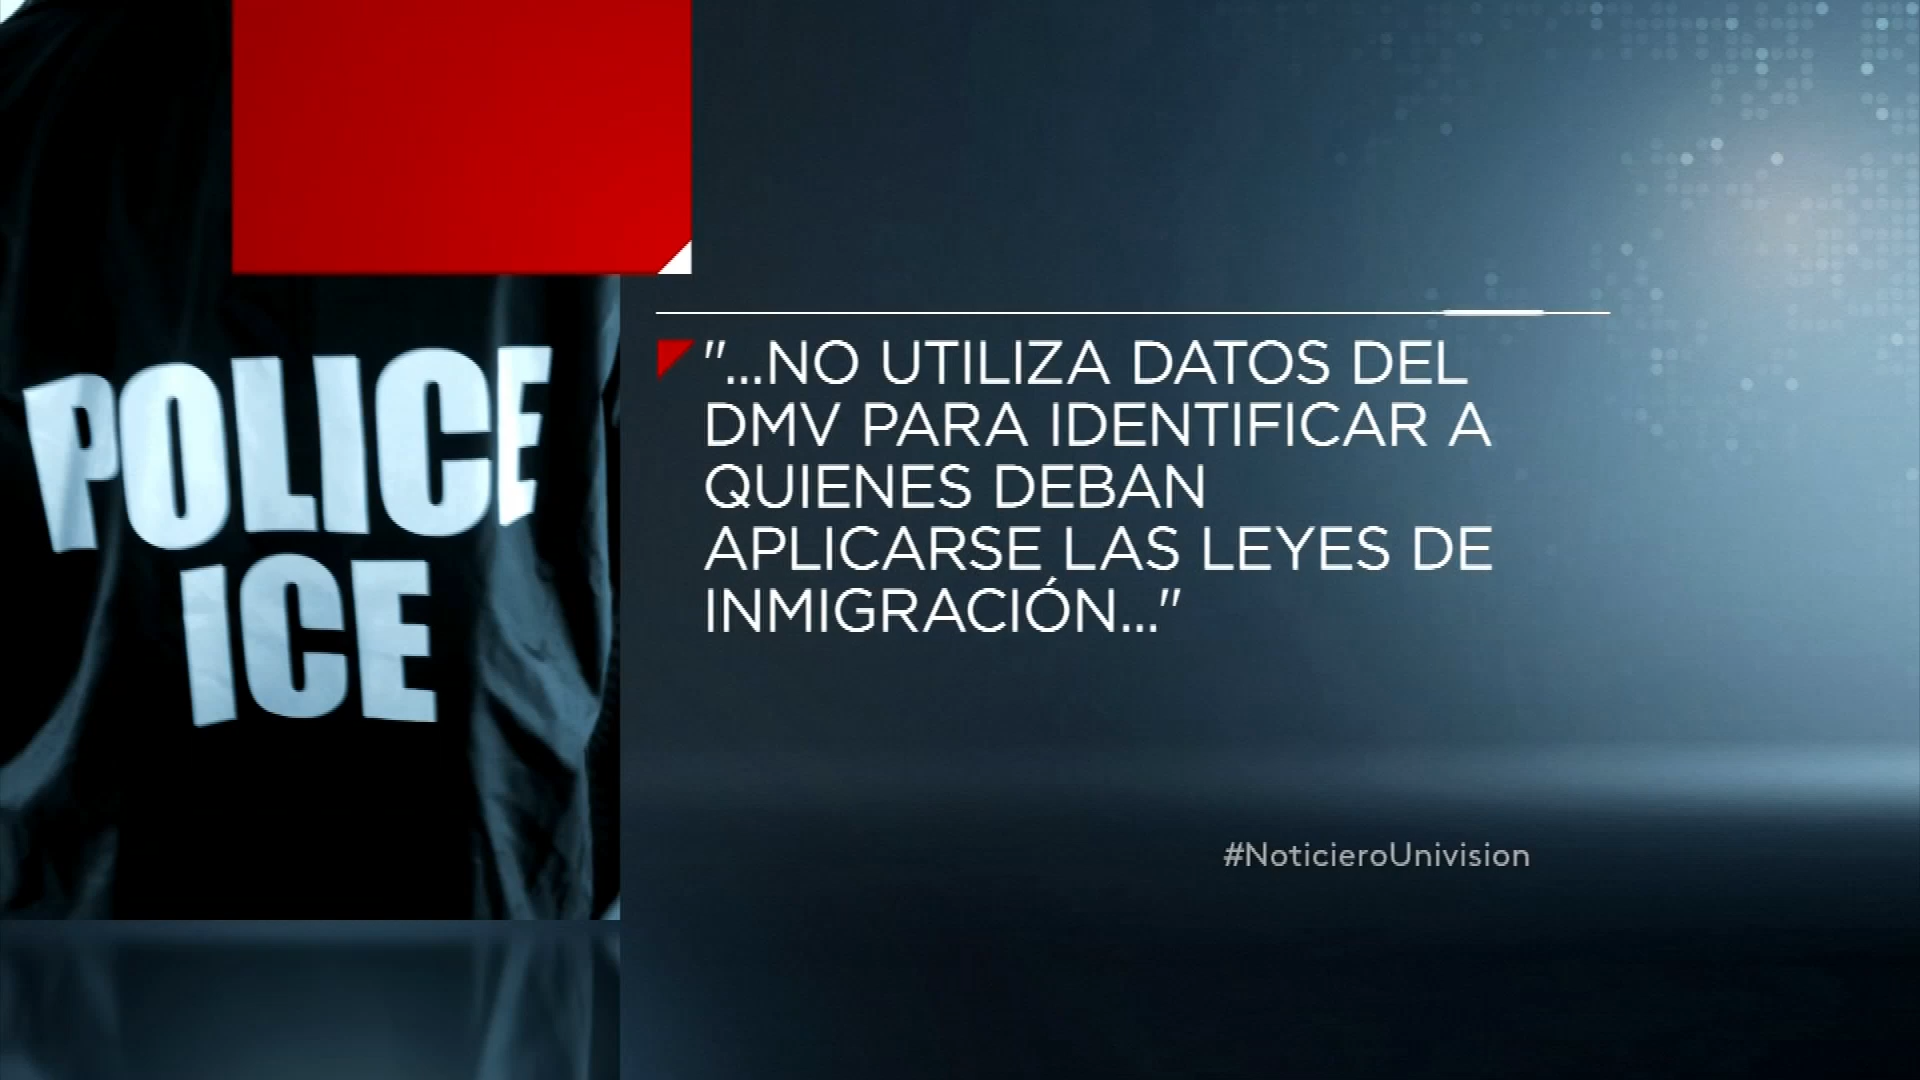 POLICE
ICE
"...NO UTILIZA DATOS DEL
DMV PARA IDENTIFICAR A
QUIENES DEBAN
APLICARSE LAS LEYES DE
INMIGRACIÓN..."
#NoticieroUnivision